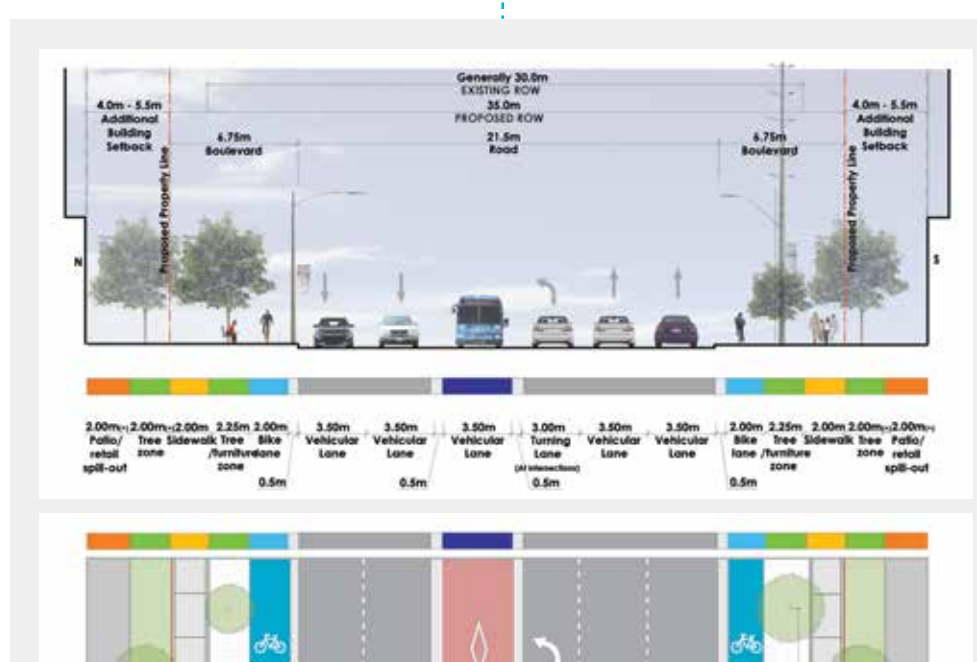 Generally 30.0m
EXISTING ROW
35.0m
PROPOSED ROW
4.0m - 5.5m
Additional
Building
Setback
6.75m
Boulevard
21.5m
Road
6.75m
Boulevard
4.0m - 5.5m
Additional
Building
Setback
Proposed Property Line
Proposed Property Line
N
S
2.00m(+) 2.00m(+) 2.00m 2.25m 2.00m 3.50m 3.50m 3.50m 3.00m 3.50m 3.50m 2.00m 2.25m 2.00m 2.00m(+) 2.00m(+)
Patio/ Tree Sidewalk Tree Bike Vehicular Vehicular Vehicular Turning Vehicular Vehicular Bike Tree Sidewalk Tree Patio/
retail zone /furniture lane Lane Lane Lane Lane Lane Lane lane /furniture zone retail
spill-out zone (At intersections) zone spill-out
0.5m 0.5m 0.5m 0.5m